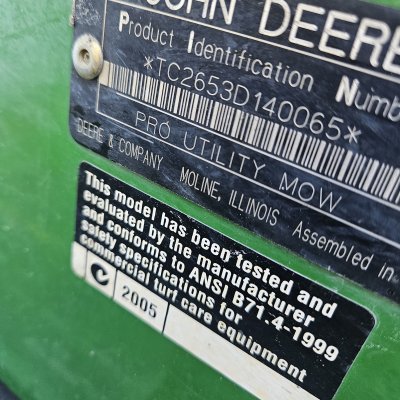 JOHN DEERE
Product Identification Numb
*TC2653D140065*
PRO UTILITY MOW
DEERE & COMPANY MOLINE, ILLINOIS Assembled in
This model has been tested and
evaluated by the manufacturer
and conforms to ANSI B71.4-1999
safety specifications for
commercial turf care equipment
2005